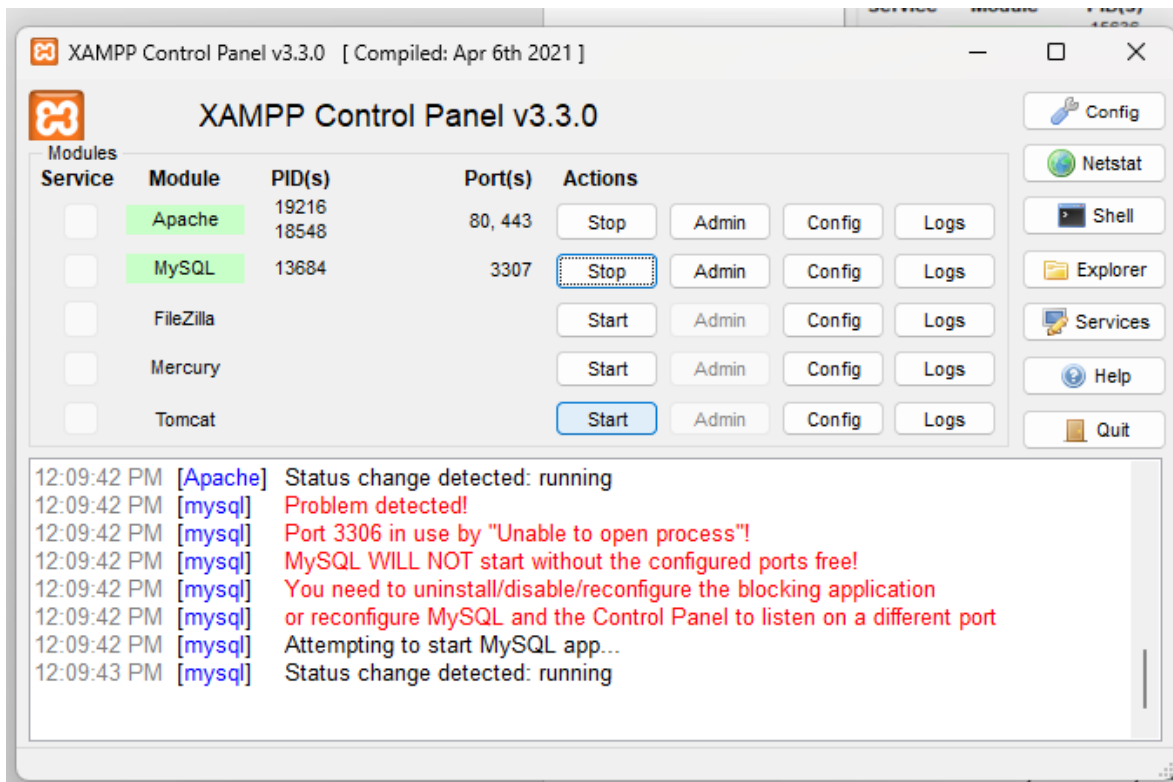 XAMPP Control Panel v3.3.0 [ Compiled: Apr 6th 2021 ]
XAMPP Control Panel v3.3.0
Config
Modules
Service Module PID(s) Port(s) Actions
Netstat
Apache 19216 80, 443 Stop Admin Config Logs
18548
Shell
MySQL 13684 3307 Stop Admin Config Logs
Explorer
FileZilla Start Admin Config Logs
Services
Mercury Start Admin Config Logs
Help
Tomcat Start Admin Config Logs
Quit
12:09:42 PM [Apache] Status change detected: running
12:09:42 PM [mysql] Problem detected!
12:09:42 PM [mysql] Port 3306 in use by "Unable to open process"!
12:09:42 PM [mysql] MySQL WILL NOT start without the configured ports free!
12:09:42 PM [mysql] You need to uninstall/disable/reconfigure the blocking application
12:09:42 PM [mysql] or reconfigure MySQL and the Control Panel to listen on a different port
12:09:42 PM [mysql] Attempting to start MySQL app...
12:09:43 PM [mysql] Status change detected: running